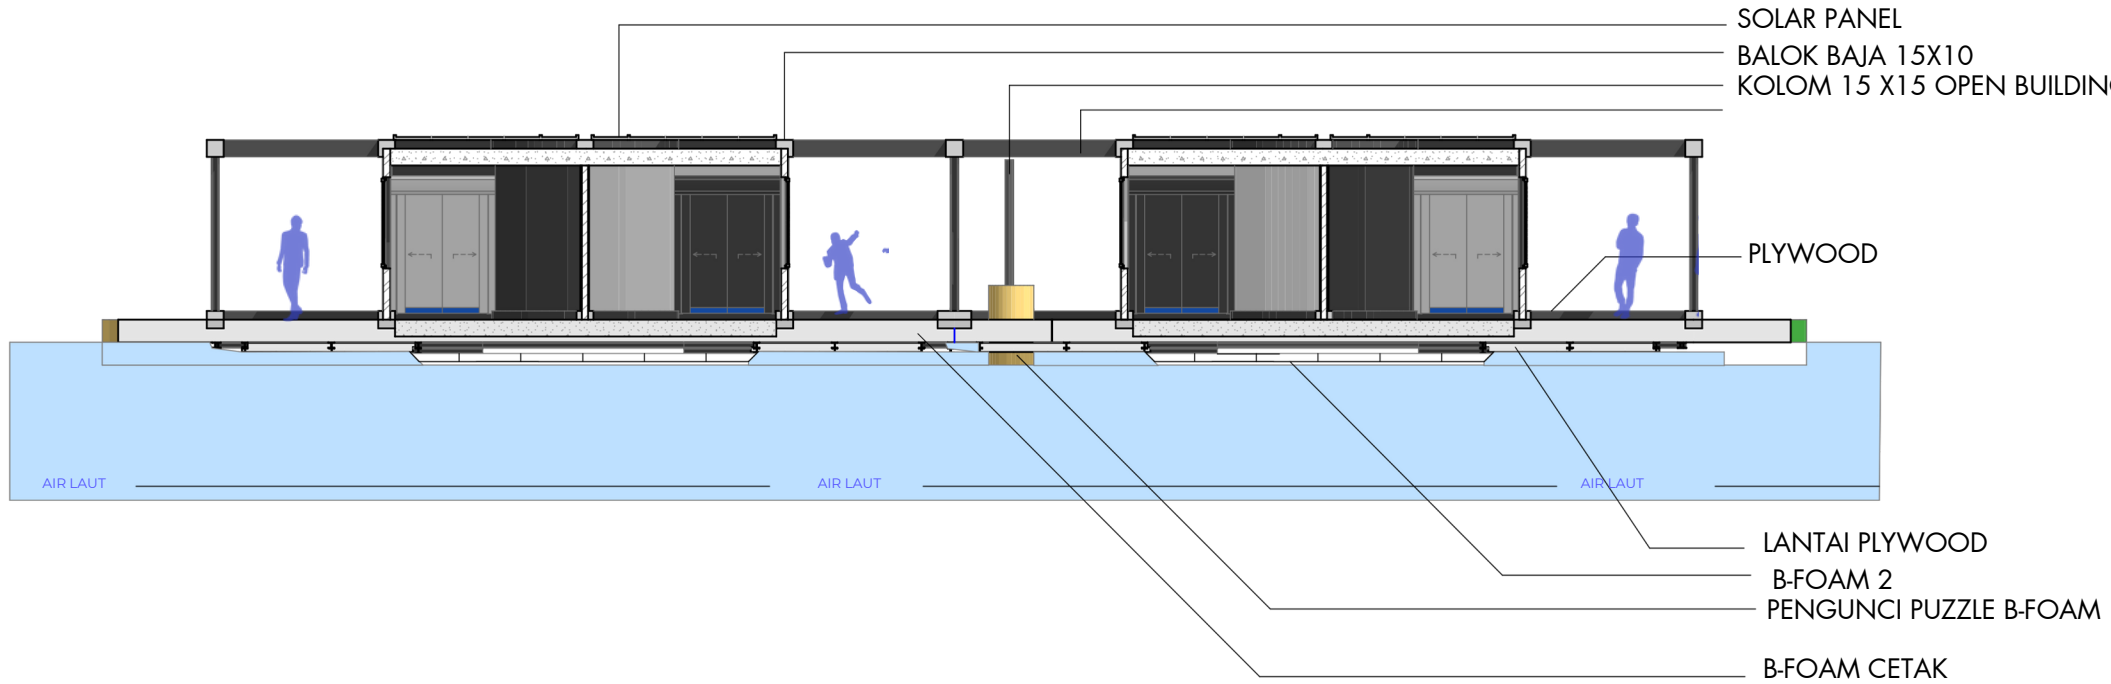 SOLAR PANEL
BALOK BAJA 15X10
KOLOM 15 X15 OPEN BUILDING
PLYWOOD
AIR LAUT
AIR LAUT
AIR LAUT
LANTAI PLYWOOD
B-FOAM 2
PENGUNCI PUZZLE B-FOAM
B-FOAM CETAK